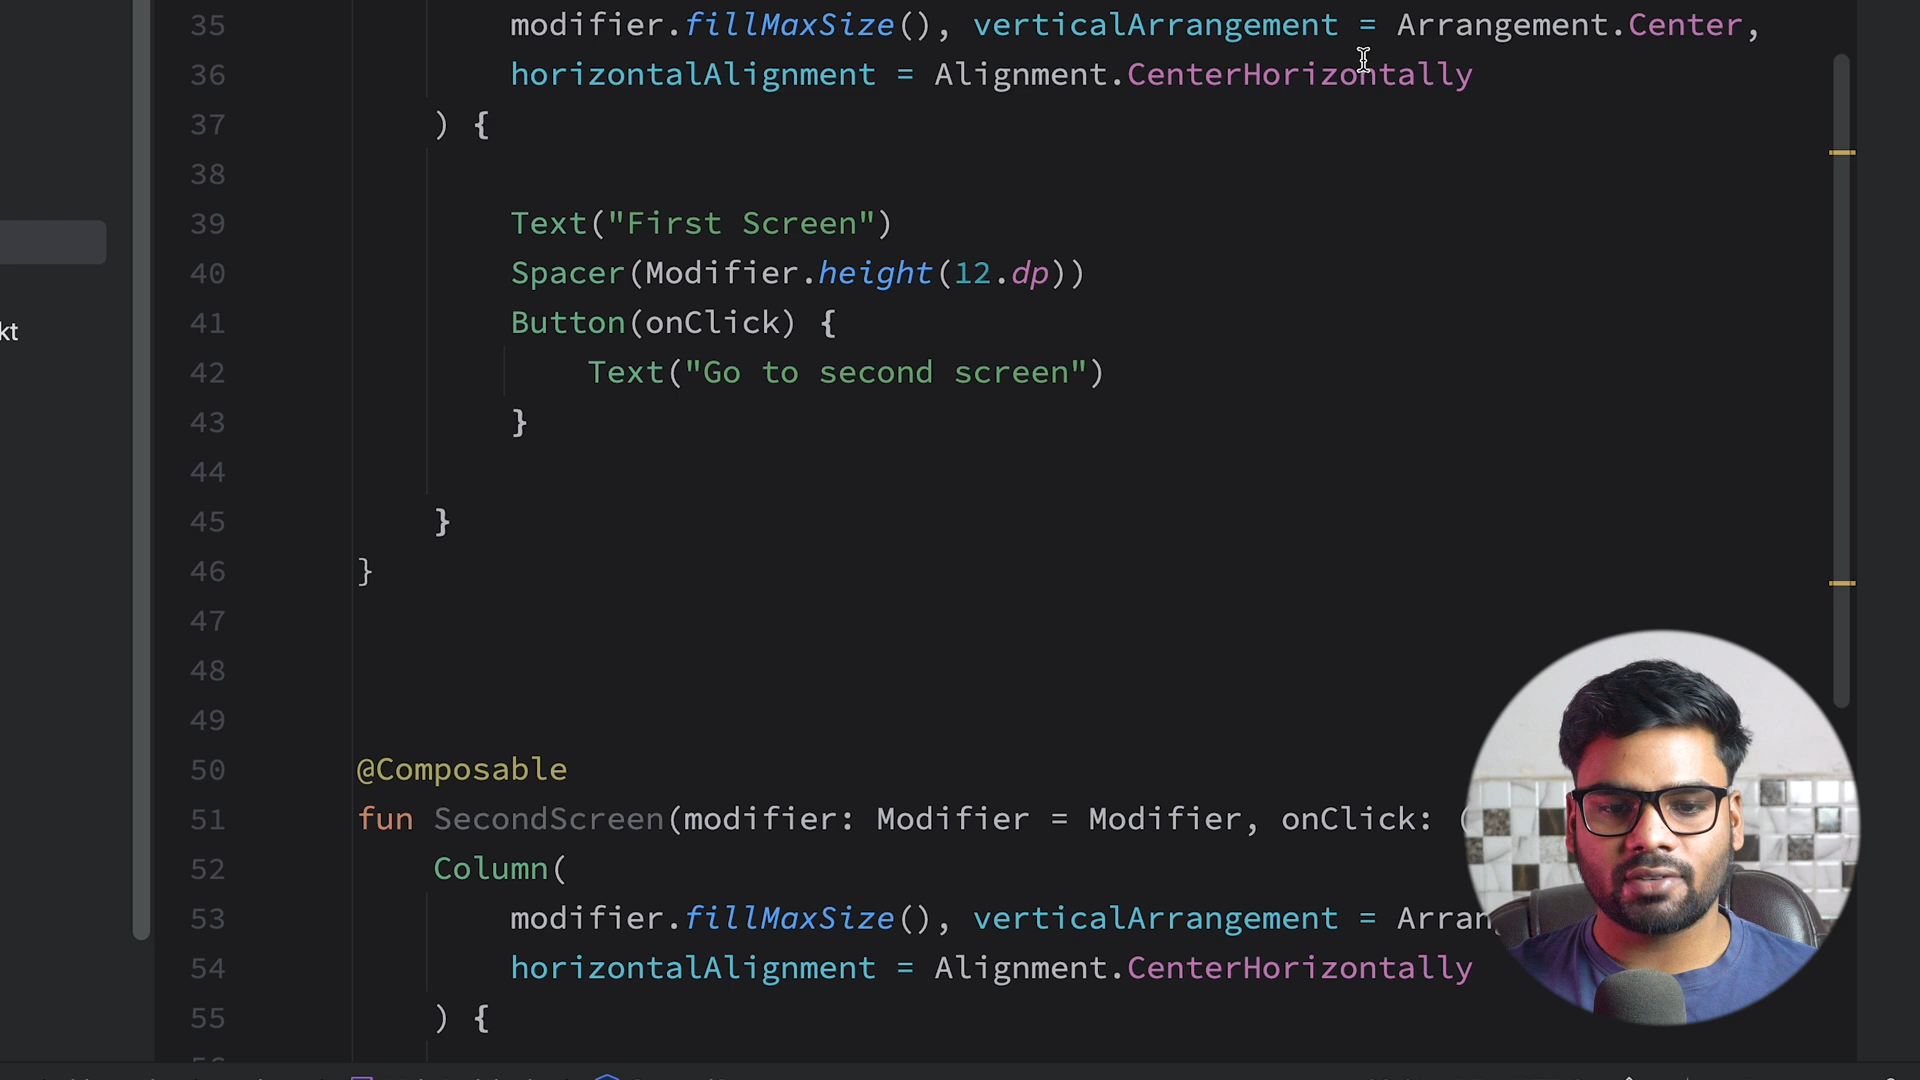 35 modifier.fillMaxSize(), verticalArrangement = Arrangement.Center,
36 horizontalAlignment = Alignment.CenterHorizontally
37 ) {
38
39 Text("First Screen")
40 Spacer(Modifier.height(12.dp))
kt
41 Button(onClick) {
42 Text("Go to second screen")
43 }
44
45 }
46 }
47
48
49
50 @Composable
51 fun SecondScreen(modifier: Modifier = Modifier, onClick: (
52 Column(
53 modifier.fillMaxSize(), verticalArrangement = Arran
54 horizontalAlignment = Alignment.CenterHorizontally
55 ) {